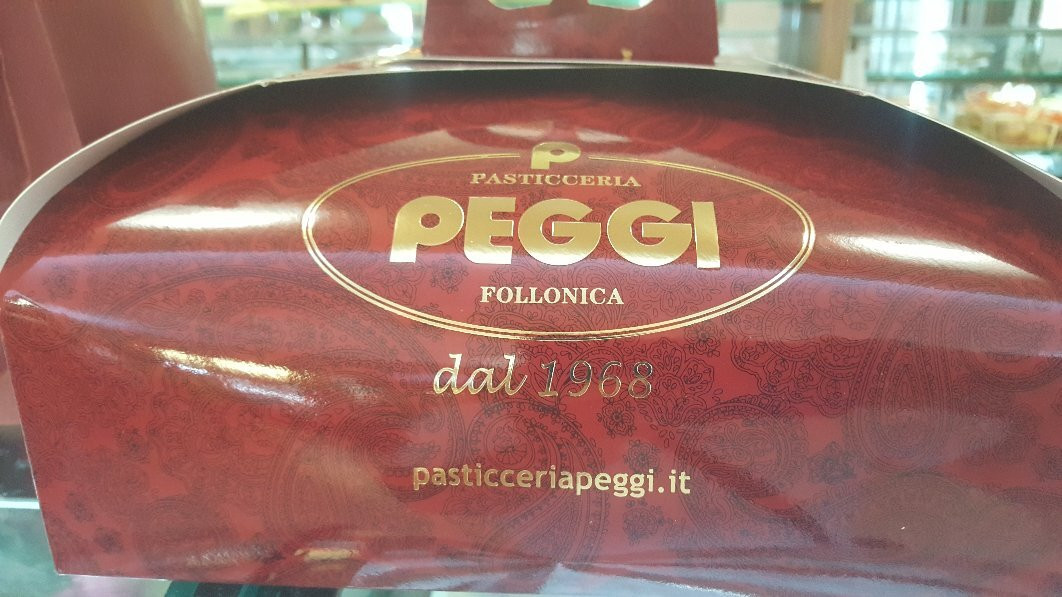 P
PASTICCERIA
PEGGI
FOLLONICA
dal 1968
pasticceriapeggi.it